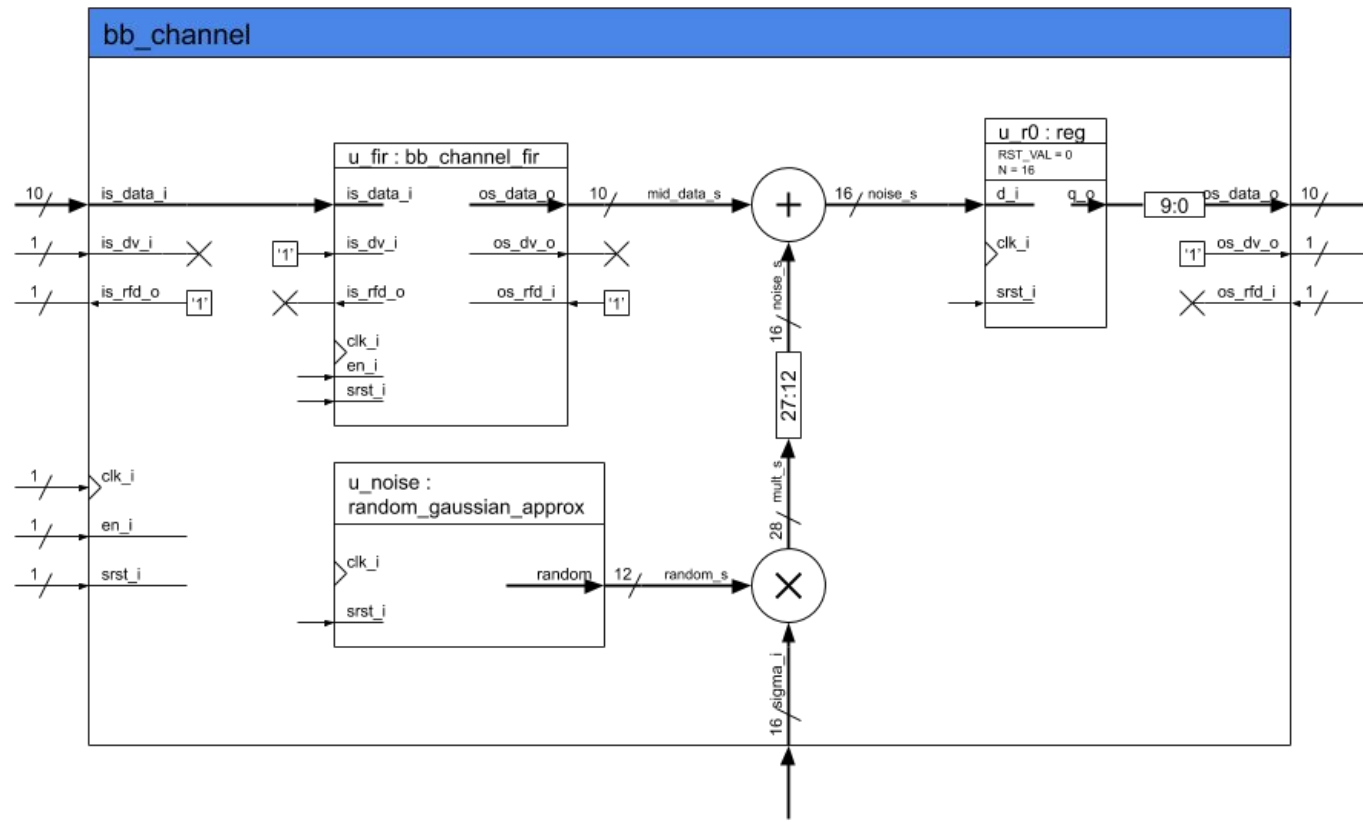 bb_channel
u_r0 : reg
RST_VAL = 0
N = 16
u_fir : bb_channel_fir
10 is_data_i
is_data_i
os_data_o 10 mid_data_s
+
16 noise_s
d_i
q_o
9:0
os_data_o 10
1 is_dv_i
'1'
is_dv_i
os_dv_o
clk_i
'1'
os_dv_o 1
1 is_rfd_o
'1'
is_rfd_o
os_rfd_i
'1'
srst_i
os_rfd_i 1
16 noise_s
clk_i
en_i
srst_i
27:12
1 clk_i
u_noise :
random_gaussian_approx
28 mult_s
1 en_i
1 srst_i
clk_i
random 12 random_s
×
srst_i
16 sigma_i